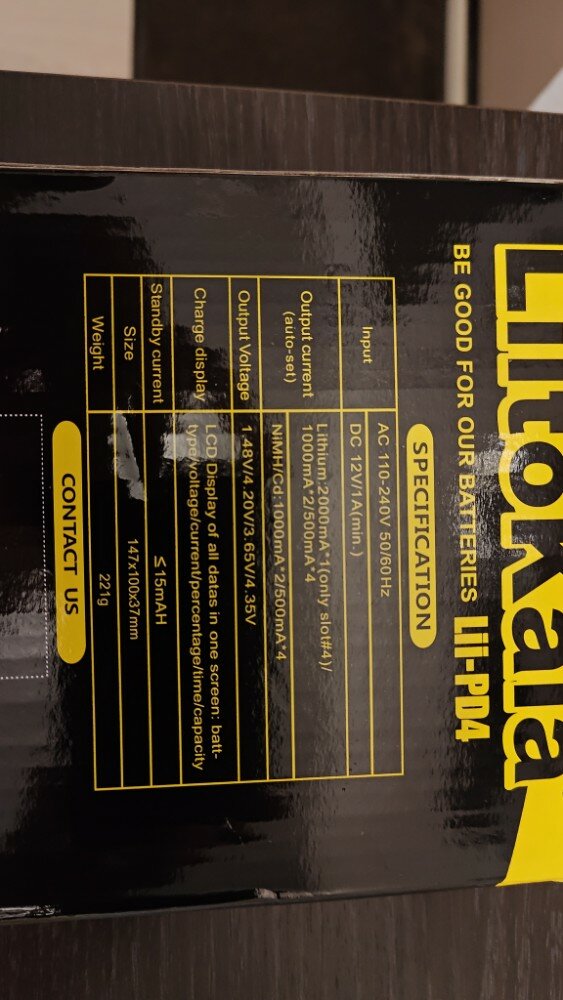 LiitoKala
BE GOOD FOR OUR BATTERIES Lii-PD4
SPECIFICATION
Input
AC 110-240V 50/60Hz
DC 12V/1A(min.)
Output current
(auto-set)
Lithium:2000mA*1(only slot#4)/
1000mA*2/500mA*4
NiMH/Cd:1000mA*2/500mA*4
Output Voltage
1.48V/4.20V/3.65V/4.35V
Charge display
LCD Display of all datas in one screen: batt-
type/voltage/current/percentage/time/capacity
Standby current
≤15mAH
Size
147x100x37mm
Weight
221g
CONTACT US